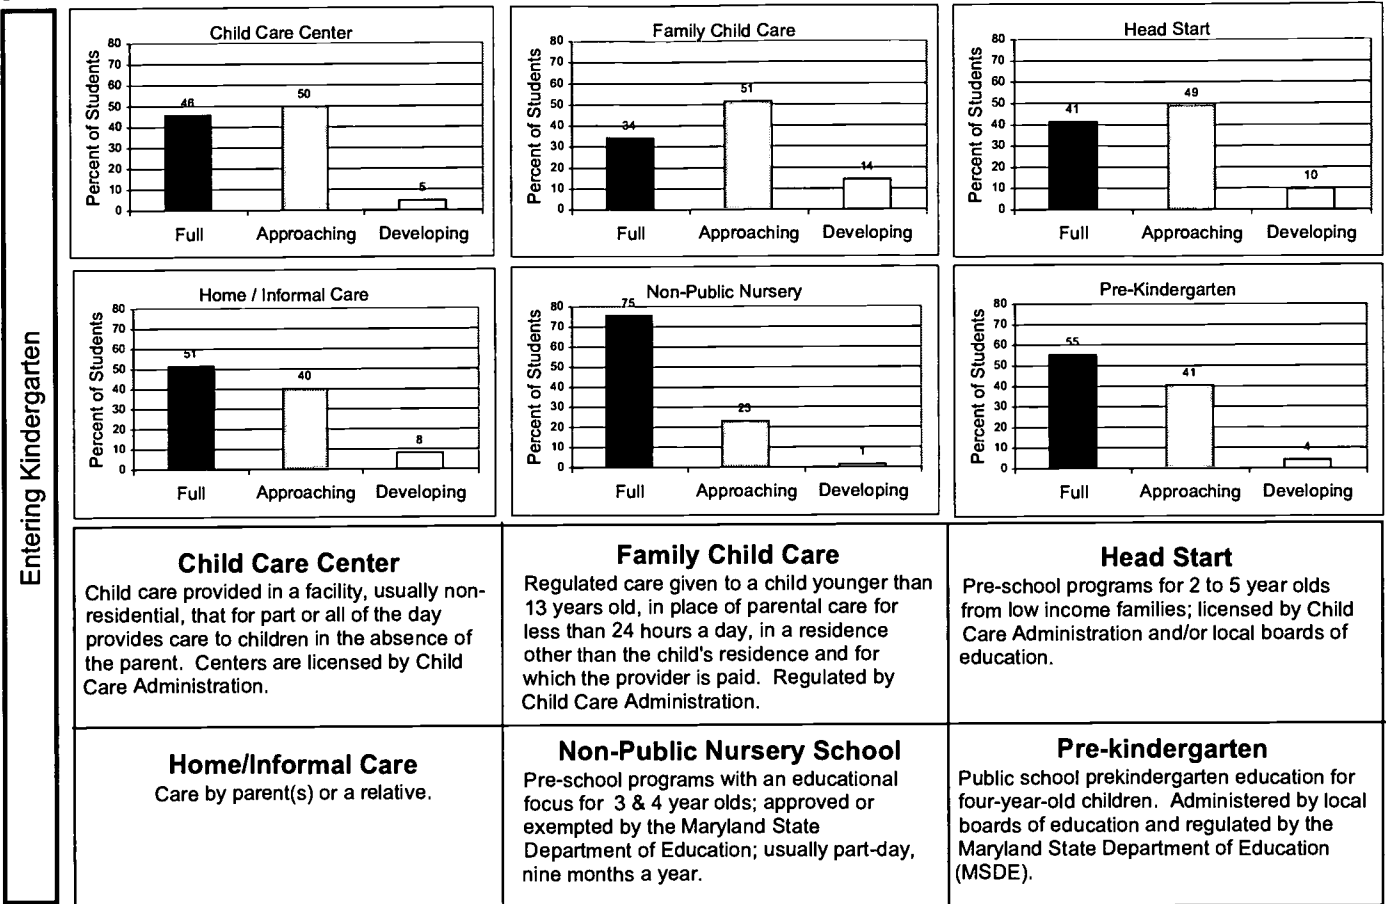 Entering Kindergarten
Child Care Center
Percent of Students
80
70
60
50
40
30
20
10
0
46
50
5
Full Approaching Developing
Family Child Care
Percent of Students
80
70
60
50
40
30
20
10
0
34
51
14
Full Approaching Developing
Head Start
Percent of Students
80
70
60
50
40
30
20
10
0
41
49
10
Full Approaching Developing
Home / Informal Care
Percent of Students
80
70
60
50
40
30
20
10
0
51
40
8
Full Approaching Developing
Non-Public Nursery
Percent of Students
80
70
60
50
40
30
20
10
0
75
23
1
Full Approaching Developing
Pre-Kindergarten
Percent of Students
80
70
60
50
40
30
20
10
0
55
41
4
Full Approaching Developing
Child Care Center
Child care provided in a facility, usually non-
residential, that for part or all of the day
provides care to children in the absence of
the parent. Centers are licensed by Child
Care Administration.
Family Child Care
Regulated care given to a child younger than
13 years old, in place of parental care for
less than 24 hours a day, in a residence
other than the child's residence and for
which the provider is paid. Regulated by
Child Care Administration.
Head Start
Pre-school programs for 2 to 5 year olds
from low income families; licensed by Child
Care Administration and/or local boards of
education.
Home/Informal Care
Care by parent(s) or a relative.
Non-Public Nursery School
Pre-school programs with an educational
focus for 3 & 4 year olds; approved or
exempted by the Maryland State
Department of Education; usually part-day,
nine months a year.
Pre-kindergarten
Public school prekindergarten education for
four-year-old children. Administered by local
boards of education and regulated by the
Maryland State Department of Education
(MSDE).